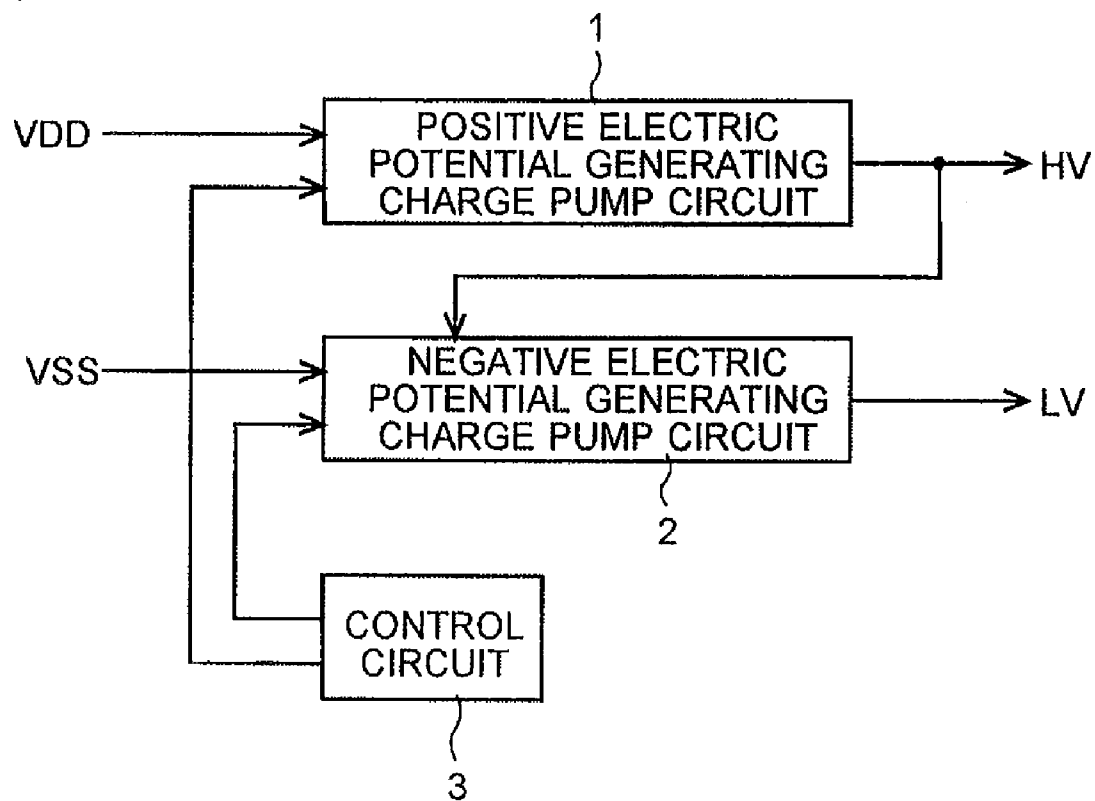 1
VDD
POSITIVE ELECTRIC
POTENTIAL GENERATING
CHARGE PUMP CIRCUIT
HV
VSS
NEGATIVE ELECTRIC
POTENTIAL GENERATING
CHARGE PUMP CIRCUIT
LV
2
CONTROL
CIRCUIT
3